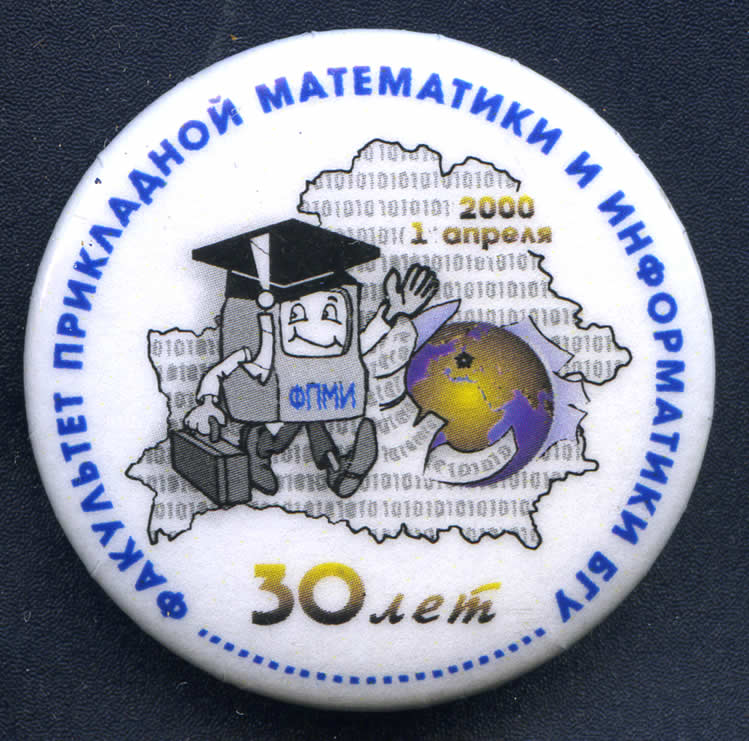 ФАКУЛЬТЕТ ПРИКЛАДНОЙ МАТЕМАТИКИ И ИНФОРМАТИКИ БГУ
2000
1 апреля
ФПМИ
30 лет